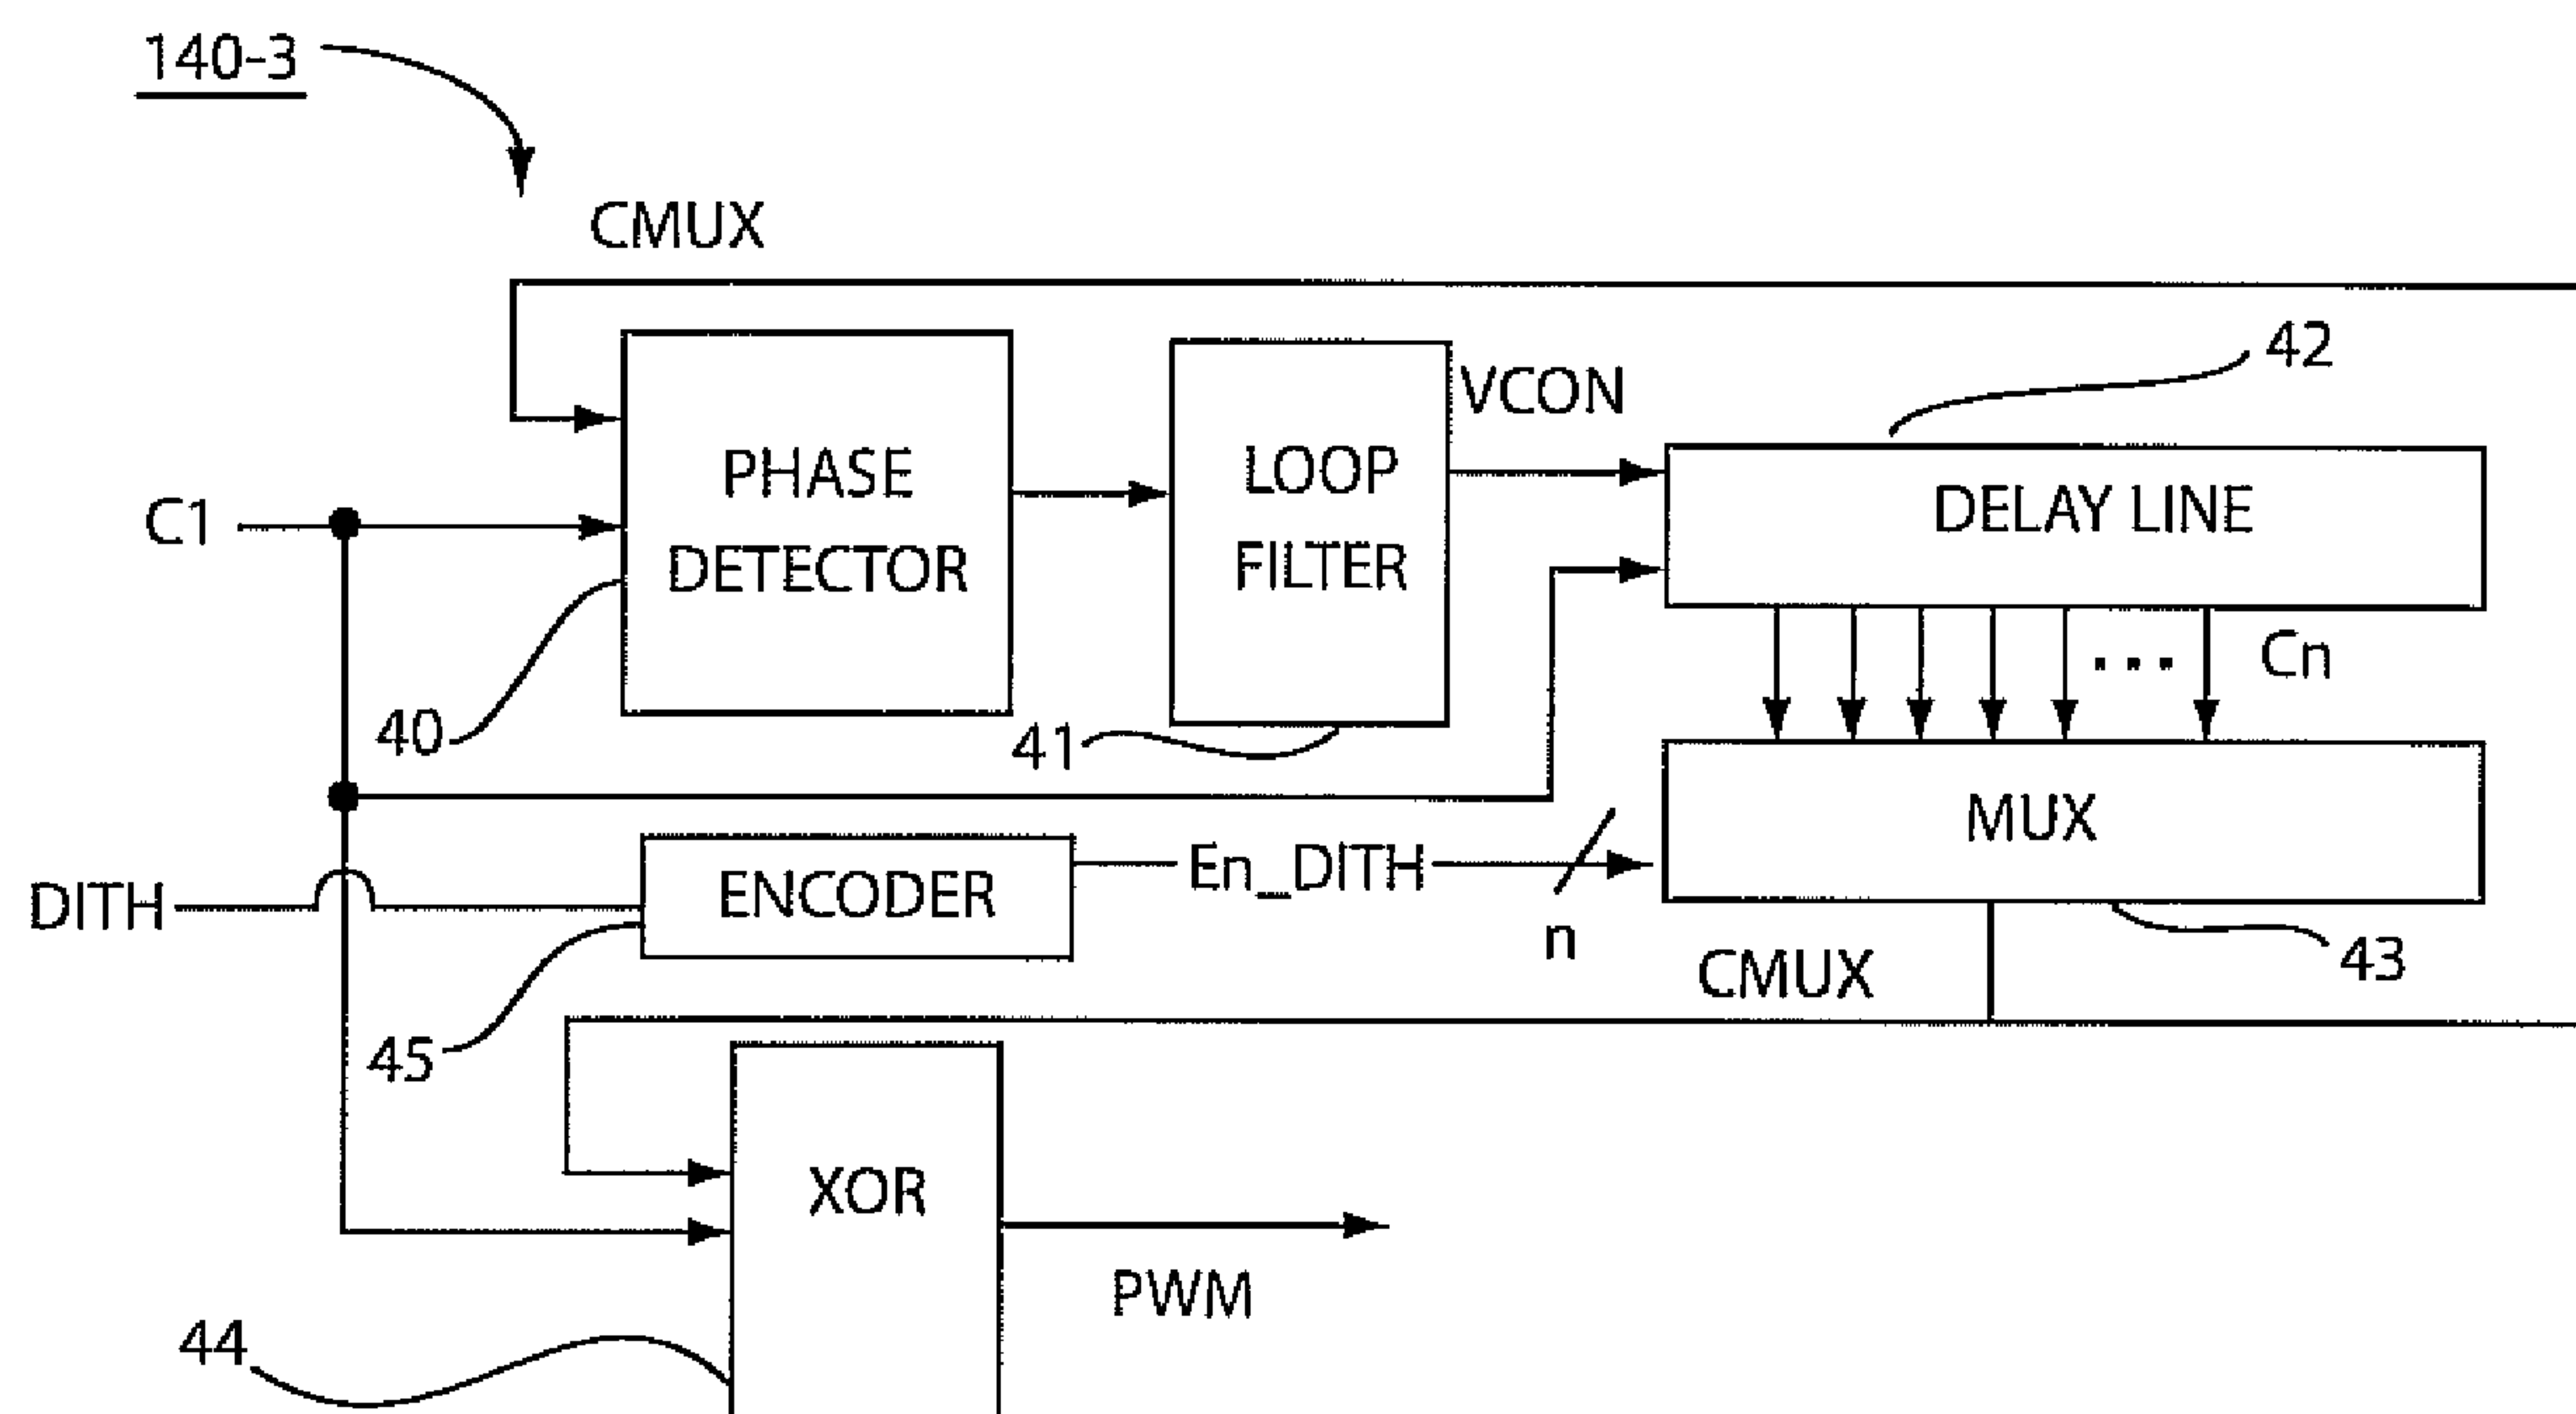 140-3
CMUX
42
VCON
PHASE
DETECTOR
LOOP
FILTER
DELAY LINE
C1
Cn
40
41
MUX
DITH
ENCODER
En_DITH
n
43
CMUX
45
XOR
PWM
44